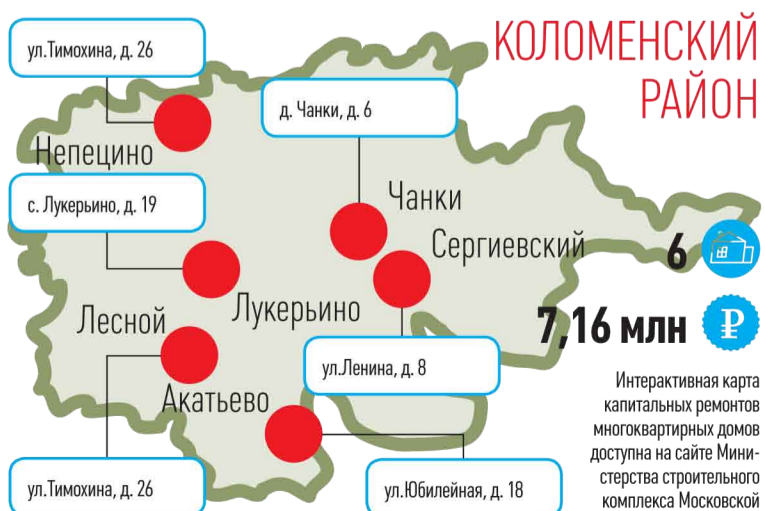 КОЛОМЕНСКИЙ
РАЙОН
ул.Тимохина, д. 26
Непецино
д. Чанки, д. 6
Чанки
с. Лукерьино, д. 19
Сергиевский
6
Лукерьино
Лесной
7,16 млн ₽
ул.Ленина, д. 8
Акатьево
ул.Тимохина, д. 26
ул.Юбилейная, д. 18
Интерактивная карта
капитальных ремонтов
многоквартирных домов
доступна на сайте Мини-
стерства строительного
комплекса Московской